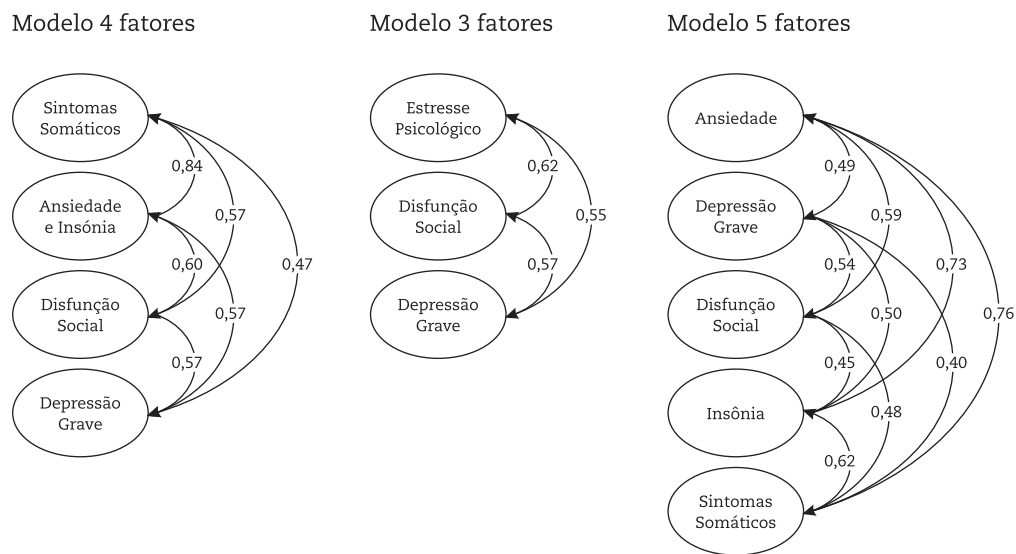 Modelo 4 fatores
Sintomas
Somáticos
Ansiedade
e Insónia
Disfunção
Social
Depressão
Grave
0,84
0,57
0,60
0,47
0,57
0,57
Modelo 3 fatores
Estresse
Psicológico
Disfunção
Social
Depressão
Grave
0,62
0,55
0,57
Modelo 5 fatores
Ansiedade
Depressão
Grave
Disfunção
Social
Insônia
Sintomas
Somáticos
0,49
0,59
0,54
0,73
0,50
0,76
0,45
0,40
0,48
0,62